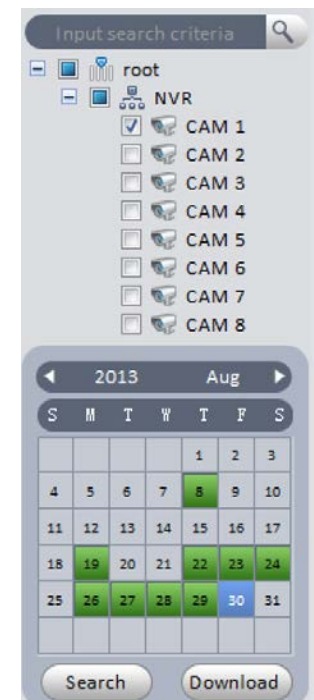 Input search criteria
root
NVR
CAM 1
CAM 2
CAM 3
CAM 4
CAM 5
CAM 6
CAM 7
CAM 8
2013 Aug
S M T W T F S
1 2 3
4 5 6 7 8 9 10
11 12 13 14 15 16 17
18 19 20 21 22 23 24
25 26 27 28 29 30 31
Search Download